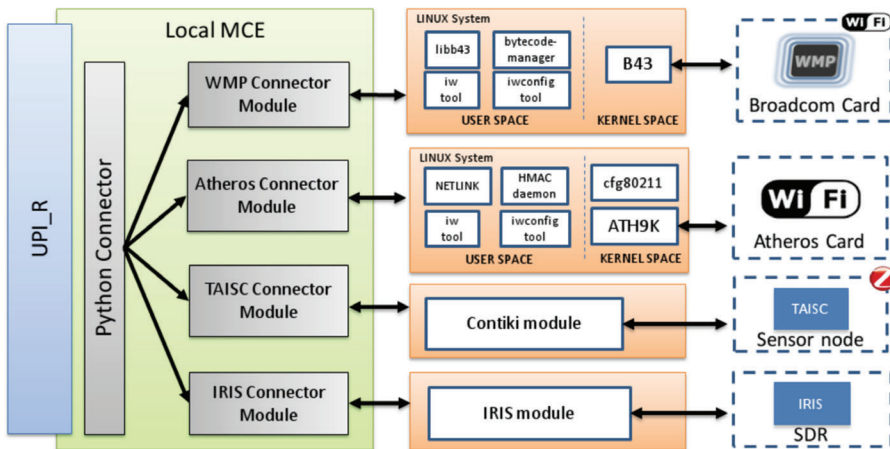 UPI_R
Local MCE
Python Connector
WMP Connector
Module
Atheros Connector
Module
TAISC Connector
Module
IRIS Connector
Module
LINUX System
libb43
bytecode-
manager
iw
tool
iwconfig
tool
USER SPACE
B43
KERNEL SPACE
Wi Fi
WMP
Broadcom Card
LINUX System
NETLINK
HMAC
daemon
iw
tool
iwconfig
tool
USER SPACE
cfg80211
ATH9K
KERNEL SPACE
Wi Fi
Atheros Card
Contiki module
Z
TAISC
Sensor node
IRIS module
IRIS
SDR